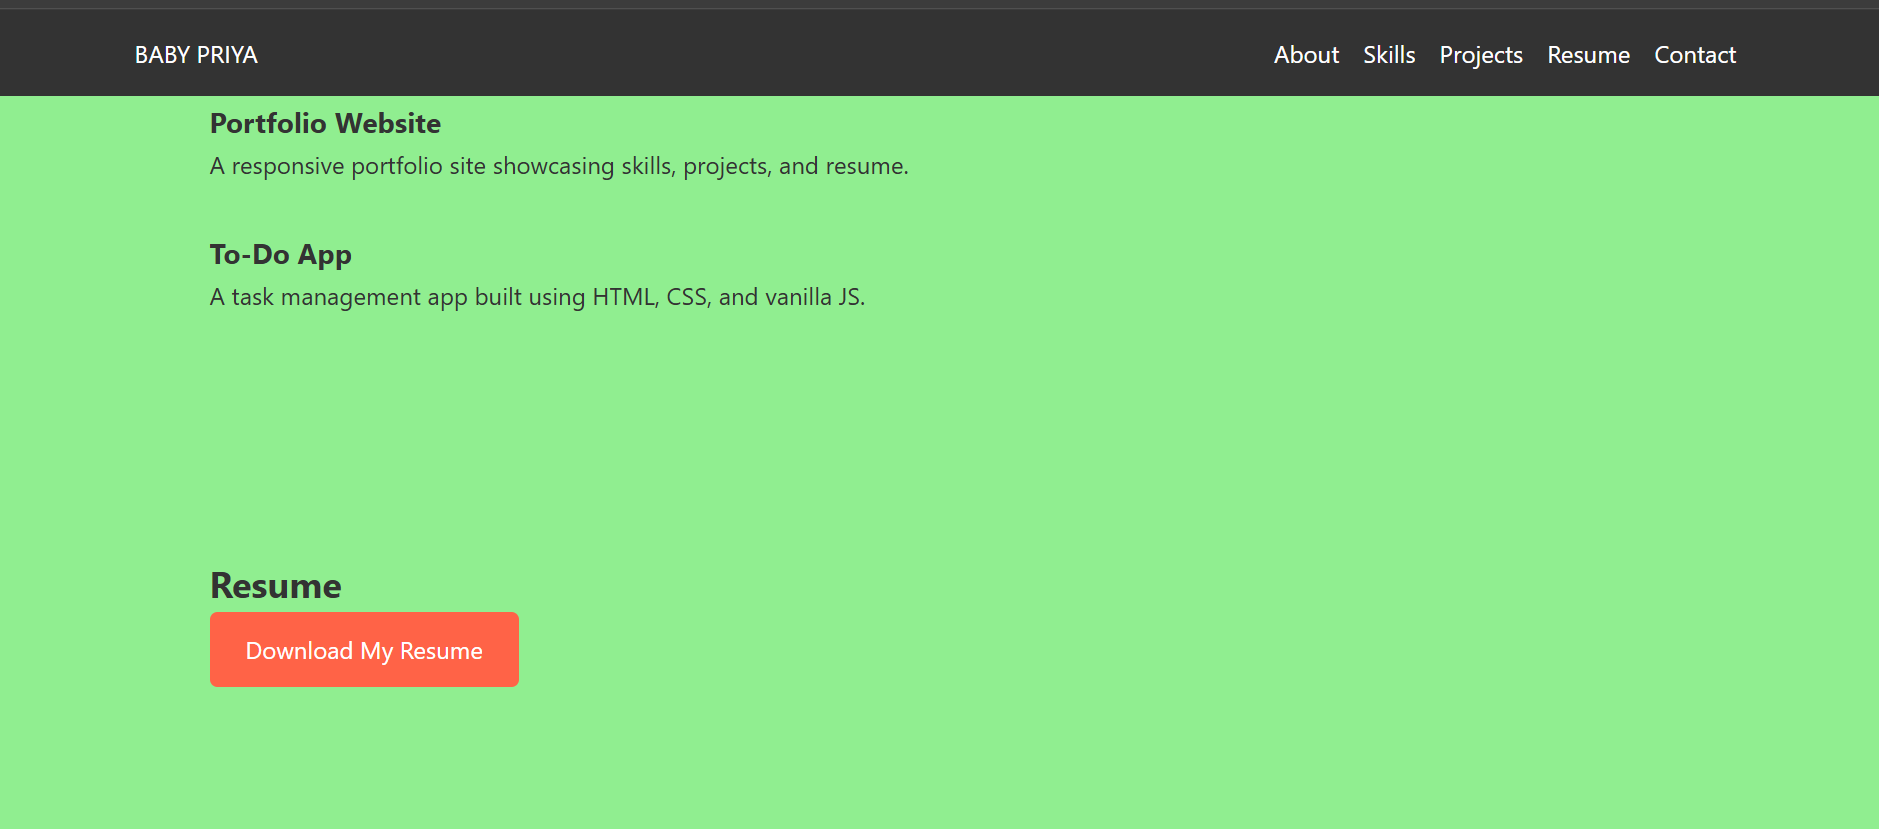 BABY PRIYA
About Skills Projects Resume Contact
Portfolio Website
A responsive portfolio site showcasing skills, projects, and resume.
To-Do App
A task management app built using HTML, CSS, and vanilla JS.
Resume
Download My Resume